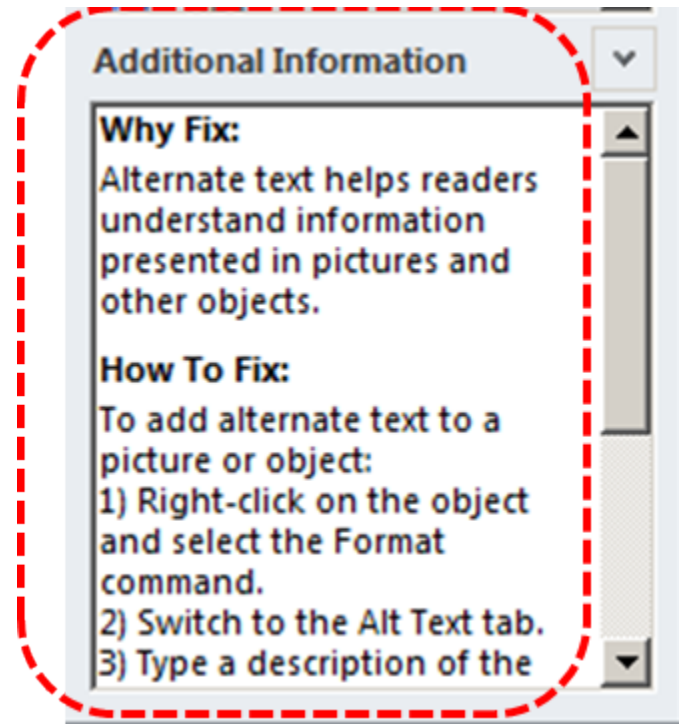 Additional Information
Why Fix:
Alternate text helps readers
understand information
presented in pictures and
other objects.
How To Fix:
To add alternate text to a
picture or object:
1) Right-click on the object
and select the Format
command.
2) Switch to the Alt Text tab.
3) Type a description of the